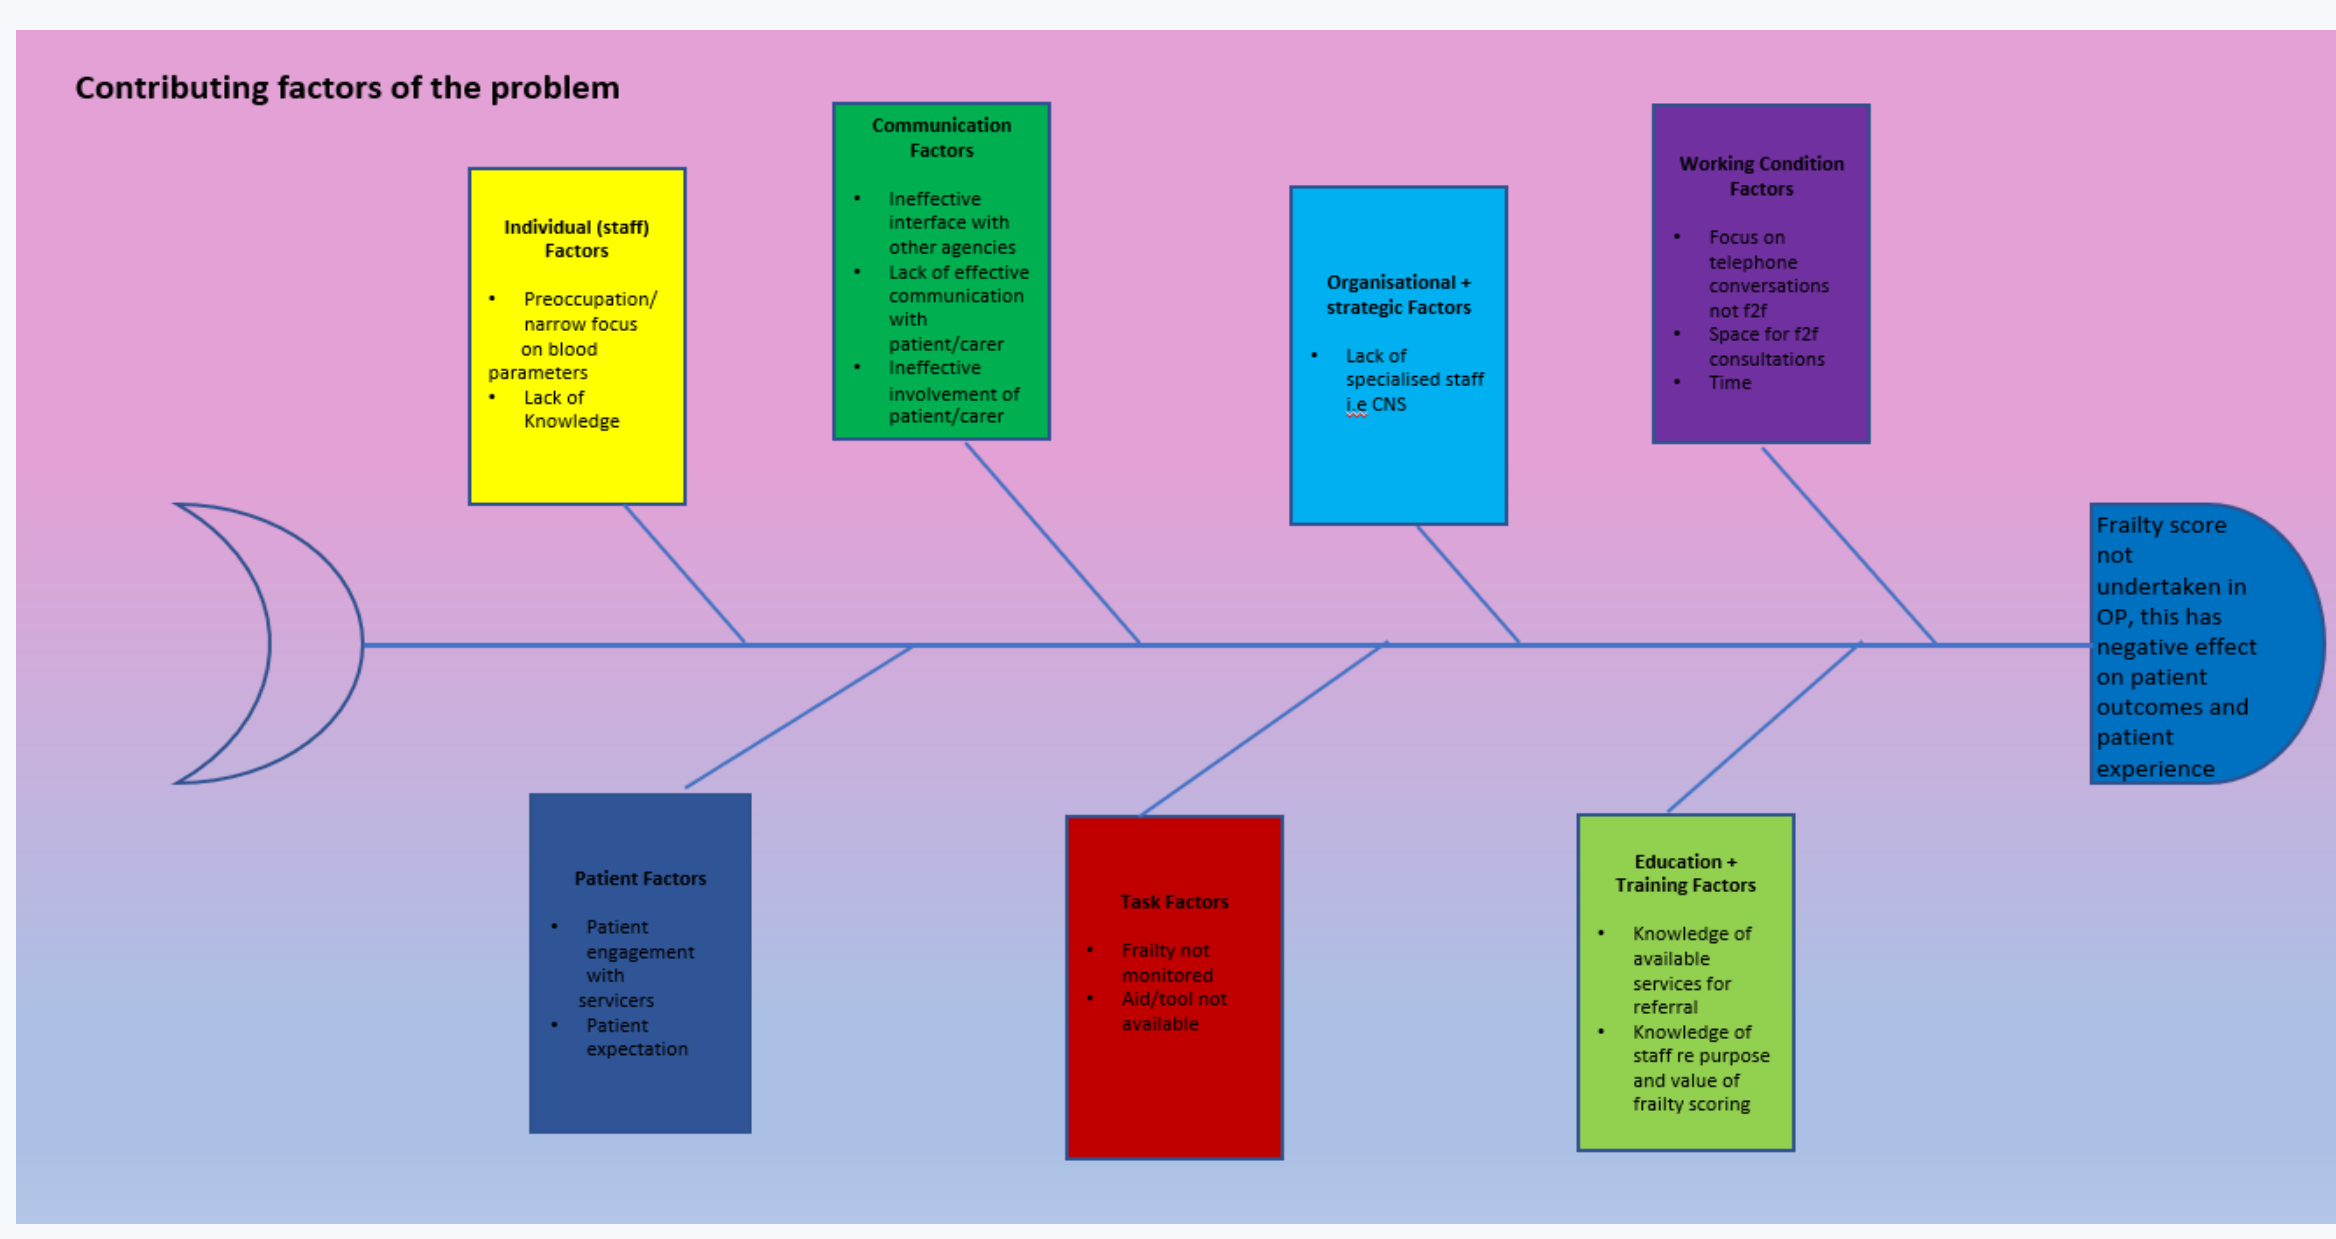 Contributing factors of the problem
Individual (staff)
Factors
• Preoccupation/
narrow focus
on blood
parameters
• Lack of
Knowledge
Communication
Factors
• Ineffective
interface with
other agencies
• Lack of effective
communication
with
patient/carer
• Ineffective
involvement of
patient/carer
Organisational +
strategic Factors
• Lack of
specialised staff
i.e CNS
Working Condition
Factors
• Focus on
telephone
conversations
not f2f
• Space for f2f
consultations
• Time
Frailty score
not
undertaken in
OP, this has
negative effect
on patient
outcomes and
patient
experience
Patient Factors
• Patient
engagement
with
servicers
• Patient
expectation
Task Factors
• Frailty not
monitored
• Aid/tool not
available
Education +
Training Factors
• Knowledge of
available
services for
referral
• Knowledge of
staff re purpose
and value of
frailty scoring